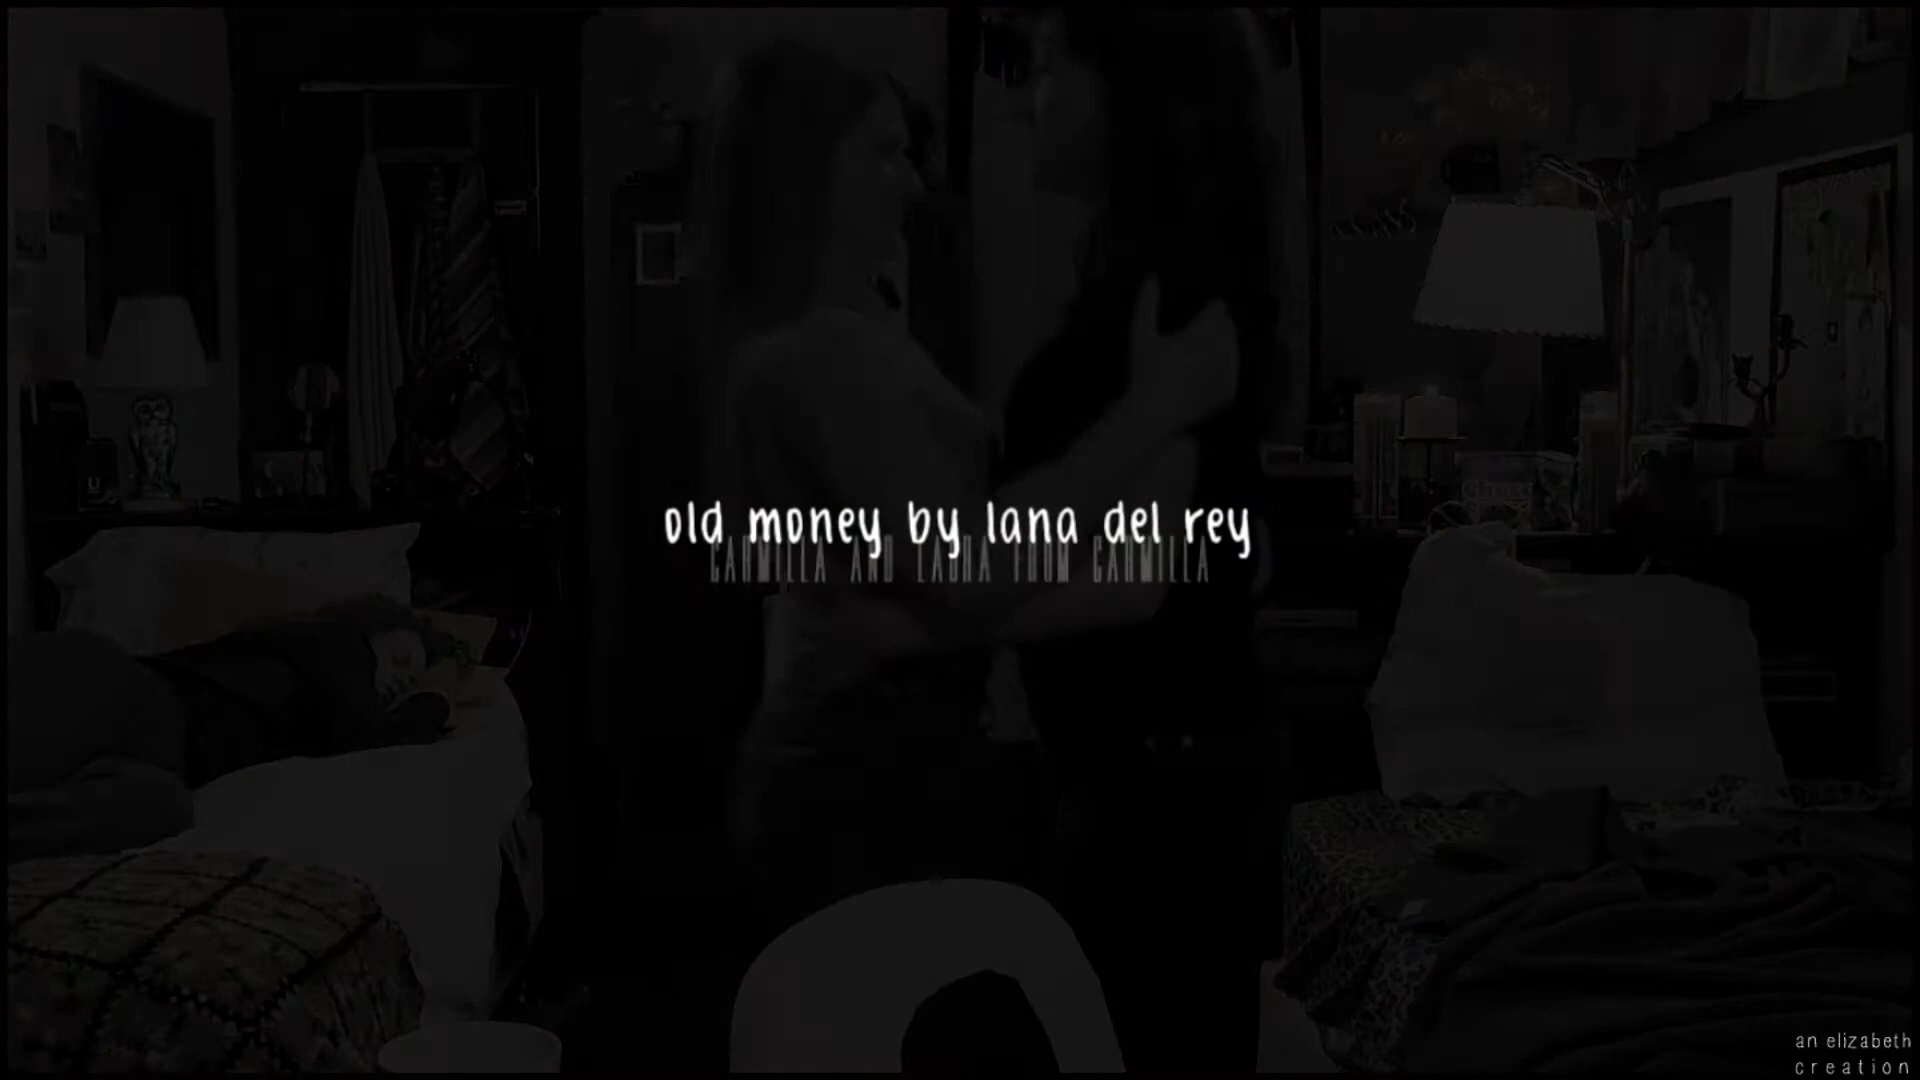 old money by lana del rey
CARMILLA AND LAURA FROM CARMILLA
an elizabeth
creation